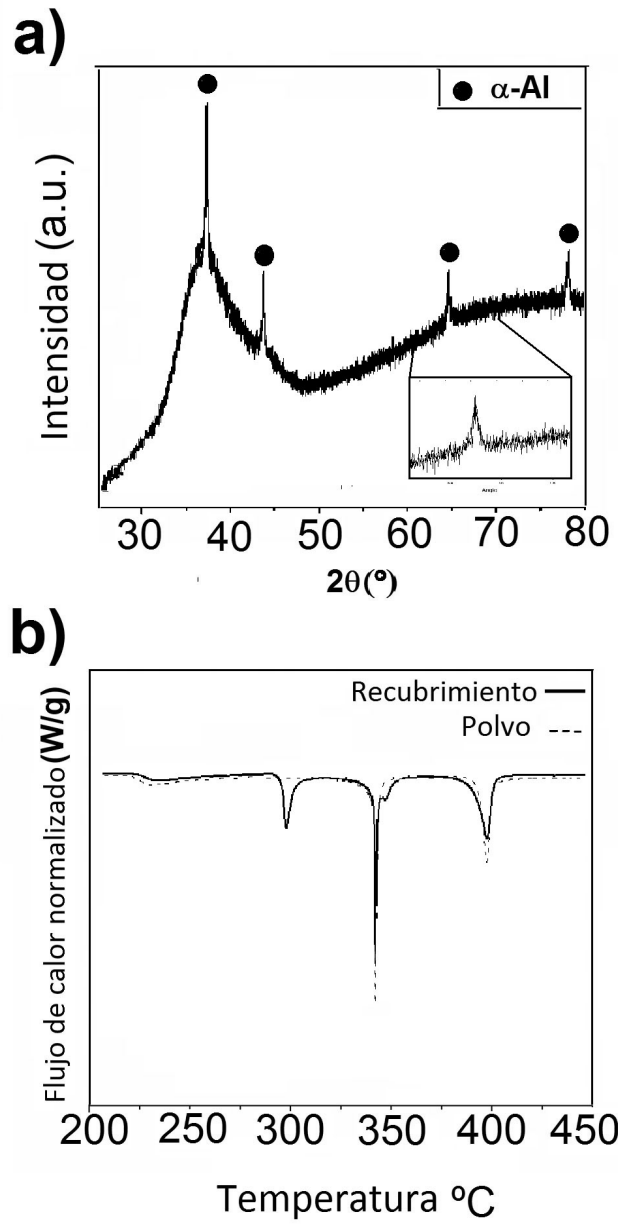 a)
α-Al
Intensidad (a.u.)
30 40 50 60 70 80
2θ(°)
b)
Recubrimiento
Polvo
Flujo de calor normalizado(W/g)
200 250 300 350 400 450
Temperatura ºC